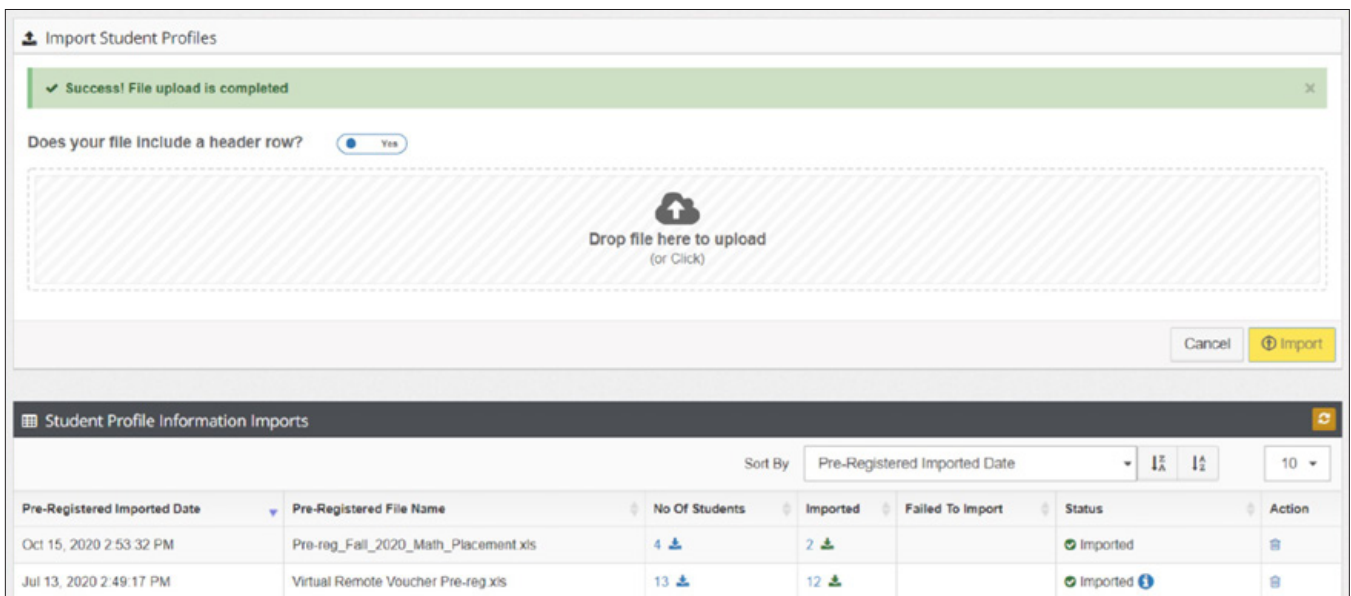 Import Student Profiles
✔ Success! File upload is completed ×
Does your file include a header row? Yes
Drop file here to upload
(or Click)
Cancel Import
Student Profile Information Imports
Sort By Pre-Registered Imported Date 10
Pre-Registered Imported Date Pre-Registered File Name No Of Students Imported Failed To Import Status Action
Oct 15, 2020 2:53:32 PM Pre-reg_Fall_2020_Math_Placement.xls 4 2 Imported
Jul 13, 2020 2:49:17 PM Virtual Remote Voucher Pre-reg.xls 13 12 Imported